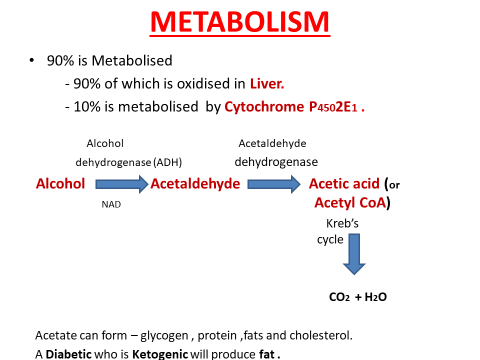 METABOLISM
• 90% is Metabolised
- 90% of which is oxidised in Liver.
- 10% is metabolised by Cytochrome P4502E1 .
Alcohol
dehydrogenase (ADH)
Acetaldehyde
dehydrogenase
Alcohol
Acetaldehyde
Acetic acid (or
Acetyl CoA)
NAD
Kreb's
cycle
CO2 + H2O
Acetate can form – glycogen , protein ,fats and cholesterol.
A Diabetic who is Ketogenic will produce fat .